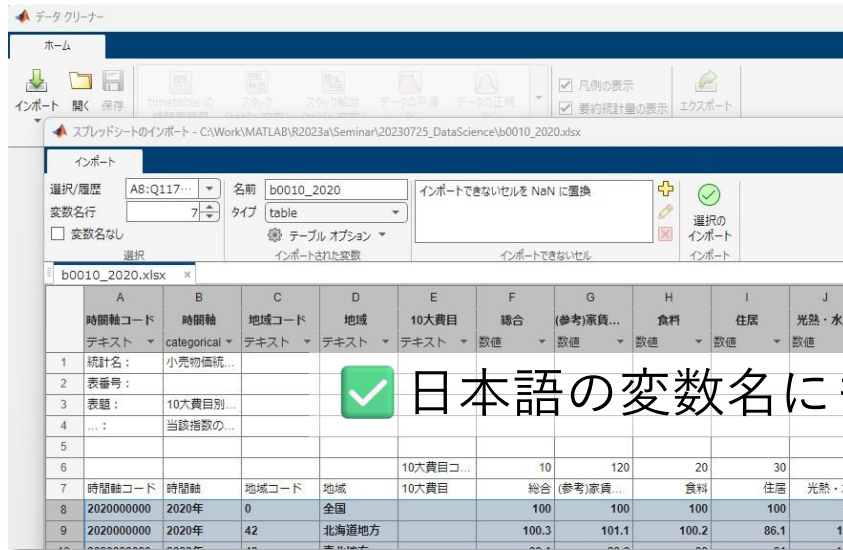 データ クリーナー
ホーム
インポート 開く 保存 timetable の スタック スタック解除 データの平滑 データの正規
凡例の表示
要約統計量の表示 エクスポート
スプレッドシートのインポート - C:\Work\MATLAB\R2023a\Seminar\20230725_DataScience\b0010_2020.xlsx
インポート
選択/履歴 A8:Q117··· 名前 b0010_2020 インポートできないセルを NaN に置換
変数名行 7 タイプ table 選択の
変数名なし テーブル オプション インポート
選択 インポートされた変数 インポートできないセル インポート
b0010_2020.xlsx ×
A B C D E F G H I J
時間軸コード 時間軸 地域コード 地域 10大費目 総合 (参考)家賃... 食料 住居 光熱・水
テキスト categorical テキスト テキスト テキスト 数値 数値 数値 数値 数値
1 統計名： 小売物価統...
2 表番号：
3 表題： 10大費目別...
4 ...： 当該指数の...
✅日本語の変数名に
5
6 10大費目コ... 10 120 20 30
7 時間軸コード 時間軸 地域コード 地域 10大費目 総合 (参考)家賃... 食料 住居 光熱・
8 2020000000 2020年 0 全国 100 100 100 100
9 2020000000 2020年 42 北海道地方 100.3 101.1 100.2 86.1 1